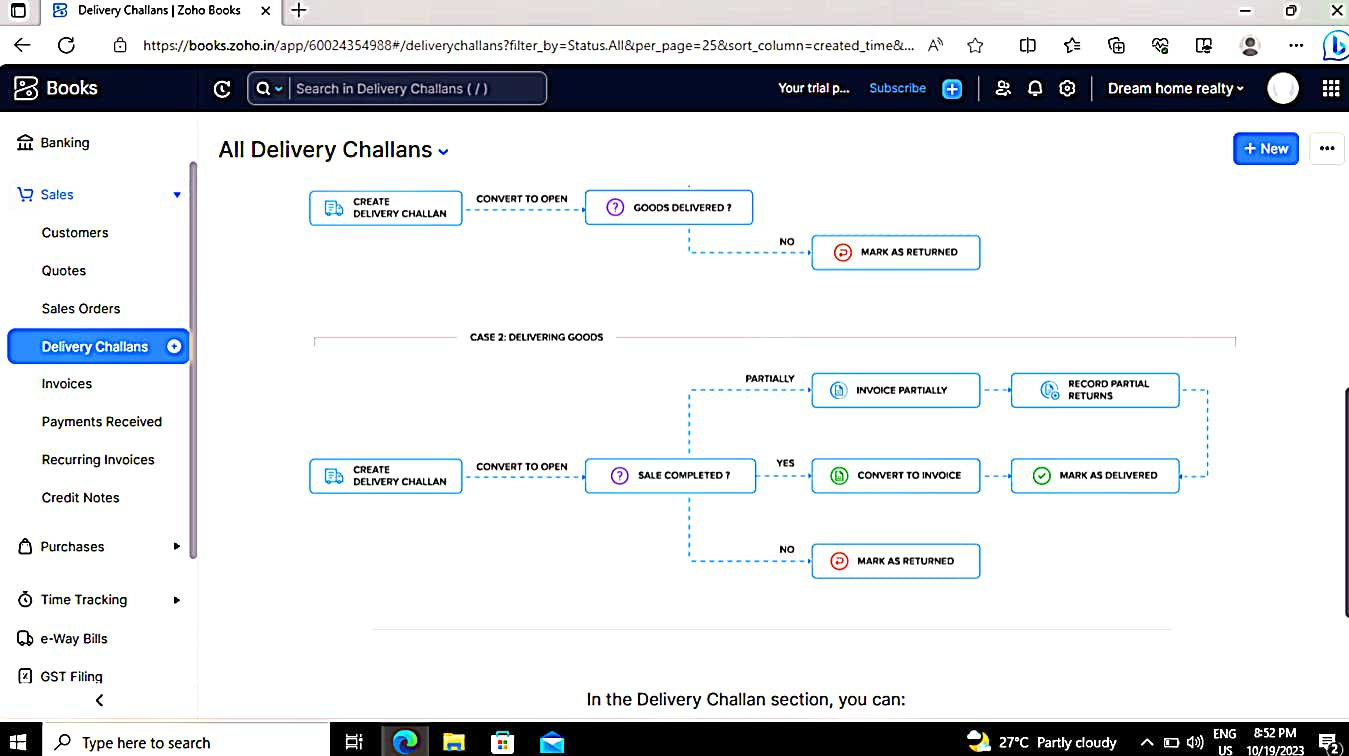 Delivery Challans | Zoho Books
https://books.zoho.in/app/60024354988#/deliverychallans?filter_by=Status.All&per_page=25&sort_column=created_time&...
Books
Search in Delivery Challans ( / )
Your trial p...
Subscribe
Dream home realty
Banking
Sales
Customers
Quotes
Sales Orders
Delivery Challans
Invoices
Payments Received
Recurring Invoices
Credit Notes
Purchases
Time Tracking
e-Way Bills
GST Filing
All Delivery Challans
+ New
CREATE
DELIVERY CHALLAN
CONVERT TO OPEN
GOODS DELIVERED ?
NO
MARK AS RETURNED
CASE 2: DELIVERING GOODS
PARTIALLY
INVOICE PARTIALLY
RECORD PARTIAL
RETURNS
CREATE
DELIVERY CHALLAN
CONVERT TO OPEN
SALE COMPLETED ?
YES
CONVERT TO INVOICE
MARK AS DELIVERED
NO
MARK AS RETURNED
In the Delivery Challan section, you can:
Type here to search
27°C Partly cloudy
ENG
US
8:52 PM
10/19/2023
2